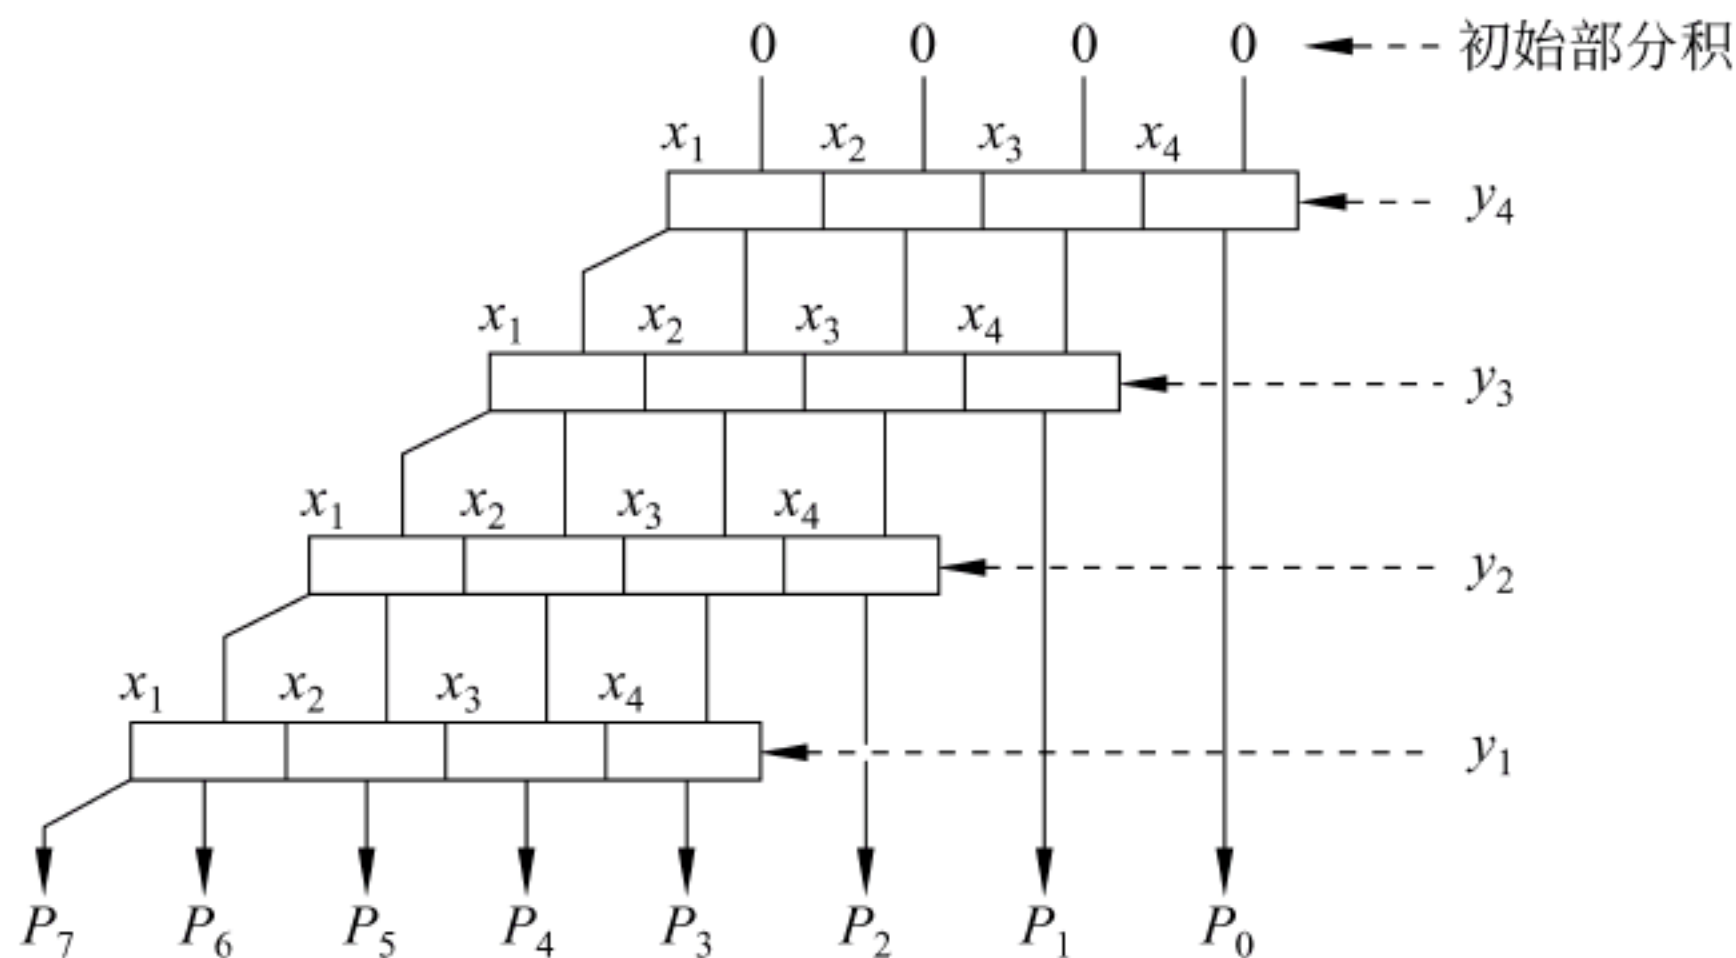 0 0 0 0 初始部分积
x₁ x₂ x₃ x₄
y₄
x₁ x₂ x₃ x₄
y₃
x₁ x₂ x₃ x₄
y₂
x₁ x₂ x₃ x₄
y₁
P₇ P₆ P₅ P₄ P₃ P₂ P₁ P₀